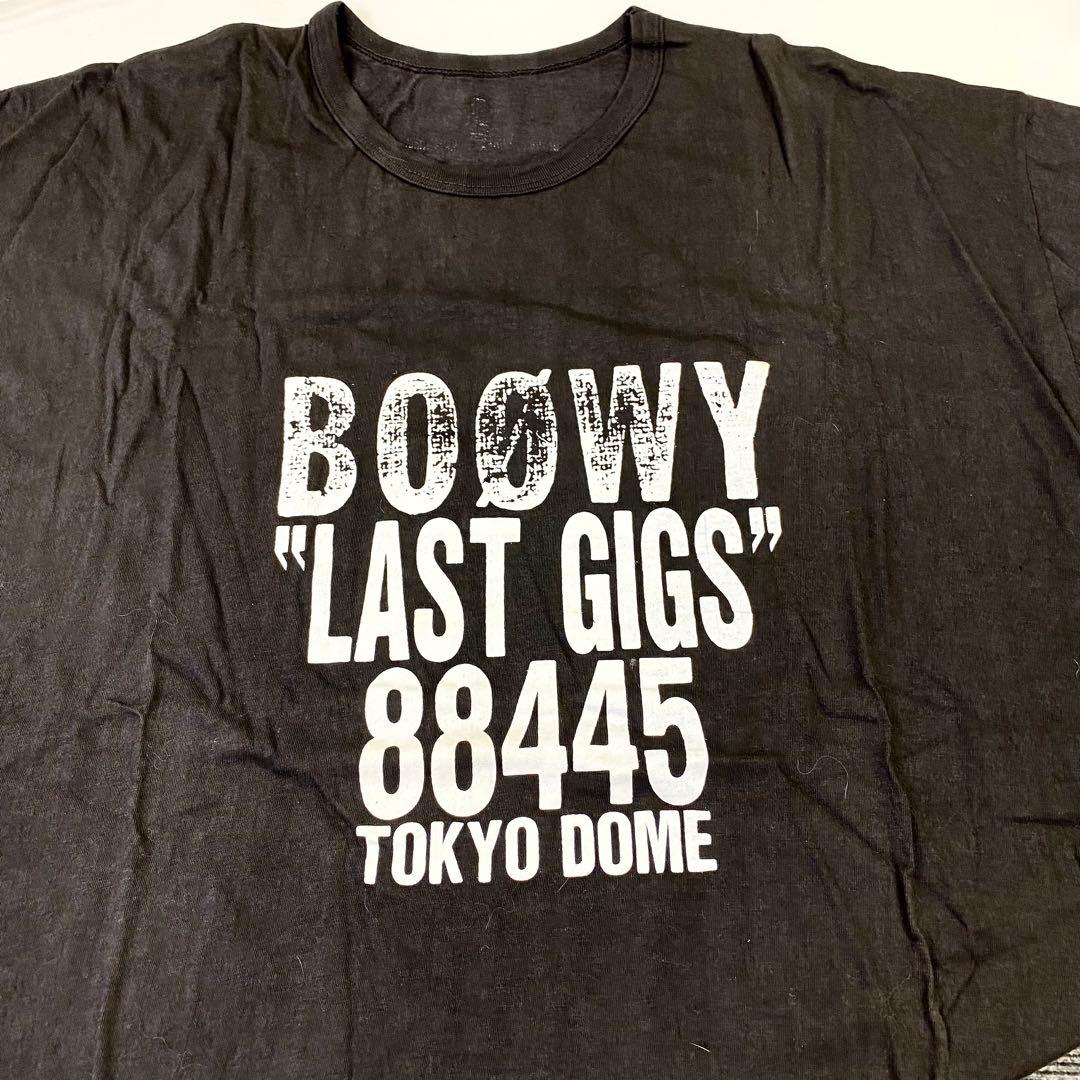 BOØWY
"LAST GIGS"
88445
TOKYO DOME